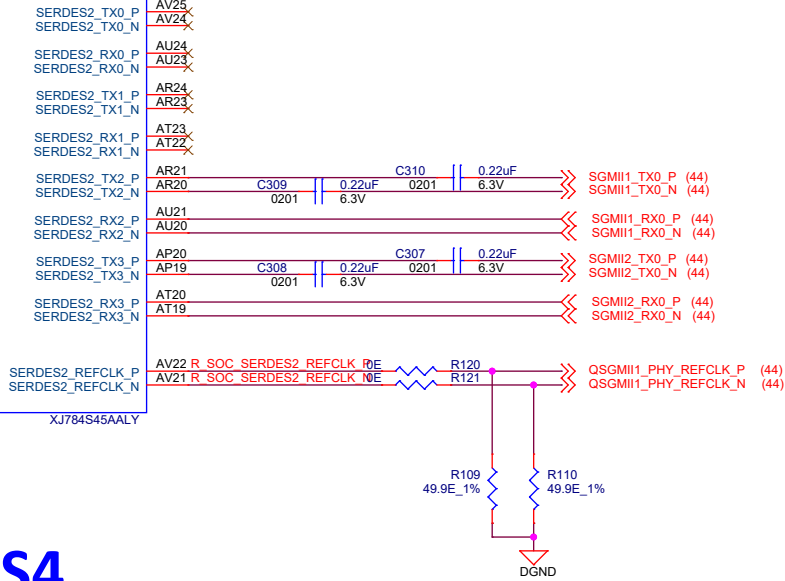 SERDES2_TX0_P AV25
SERDES2_TX0_N AV24
SERDES2_RX0_P AU24
SERDES2_RX0_N AU23
SERDES2_TX1_P AR24
SERDES2_TX1_N AR23
SERDES2_RX1_P AT23
SERDES2_RX1_N AT22
SERDES2_TX2_P AR21 C310 0.22uF SGMII1_TX0_P (44)
SERDES2_TX2_N AR20 C309 0.22uF 0201 6.3V SGMII1_TX0_N (44)
0201 6.3V
SERDES2_RX2_P AU21 SGMII1_RX0_P (44)
SERDES2_RX2_N AU20 SGMII1_RX0_N (44)
SERDES2_TX3_P AP20 C307 0.22uF SGMII2_TX0_P (44)
SERDES2_TX3_N AP19 C308 0.22uF 0201 6.3V SGMII2_TX0_N (44)
0201 6.3V
SERDES2_RX3_P AT20 SGMII2_RX0_P (44)
SERDES2_RX3_N AT19 SGMII2_RX0_N (44)
SERDES2_REFCLK_P AV22 R_SOC_SERDES2_REFCLK_P 0E R120 QSGMII1_PHY_REFCLK_P (44)
SERDES2_REFCLK_N AV21 R_SOC_SERDES2_REFCLK_N 0E R121 QSGMII1_PHY_REFCLK_N (44)
XJ784S45AALY
R109 R110
49.9E_1% 49.9E_1%
S4
DGND